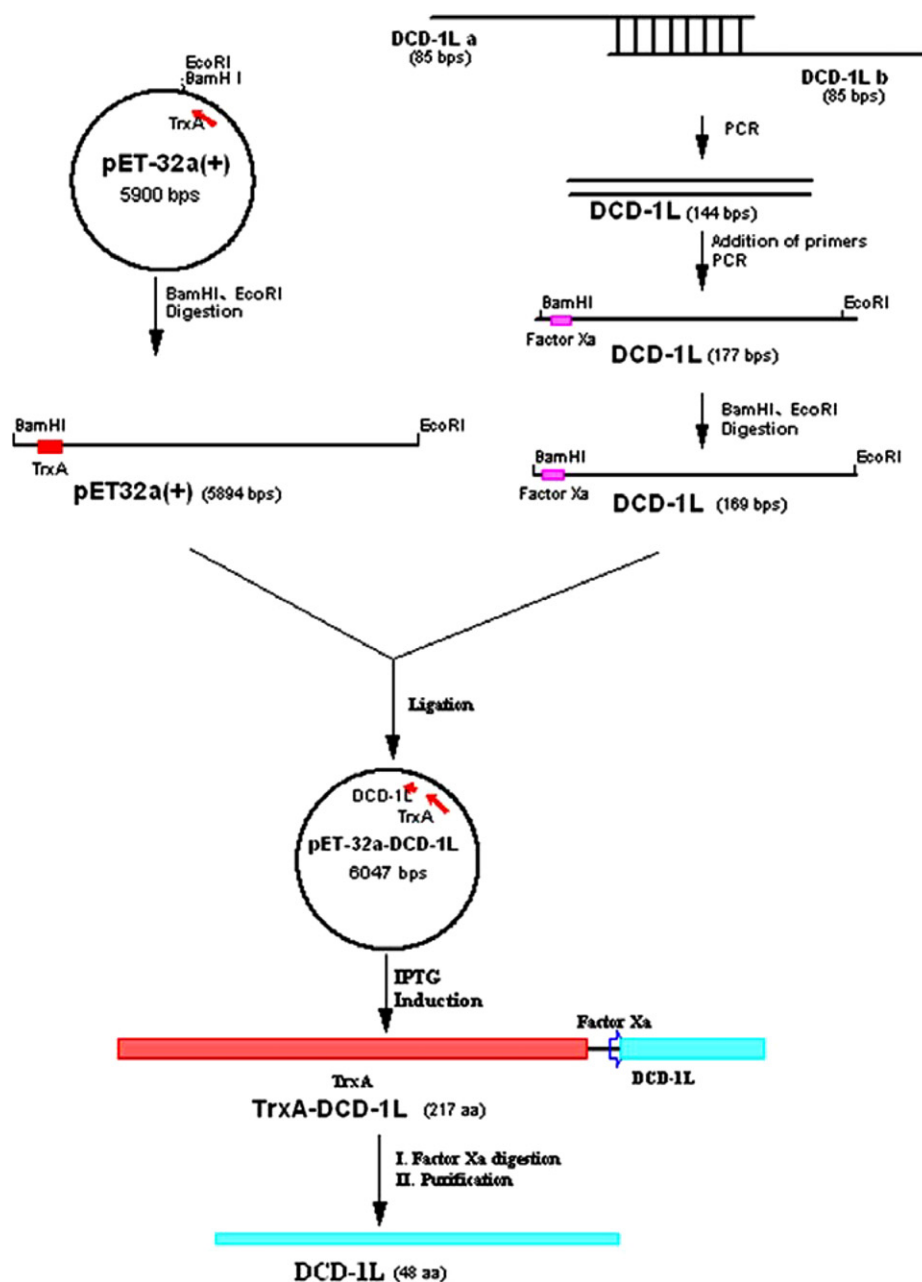 EcoRI
BamH I
TrxA
pET-32a(+)
5900 bps
BamHI、EcoRI
Digestion
BamHI
EcoRI
TrxA
pET32a(+) (5894 bps)
DCD-1L a
(85 bps)
DCD-1L b
(85 bps)
PCR
DCD-1L (144 bps)
Addition of primers
PCR
BamHI
EcoRI
Factor Xa
DCD-1L (177 bps)
BamHI、EcoRI
Digestion
BamHI
EcoRI
Factor Xa
DCD-1L (169 bps)
Ligation
DCD-1L
TrxA
pET-32a-DCD-1L
6047 bps
IPTG
Induction
Factor Xa
TrxA
DCD-1L
TrxA-DCD-1L (217 aa)
I. Factor Xa digestion
II. Purification
DCD-1L (48 aa)